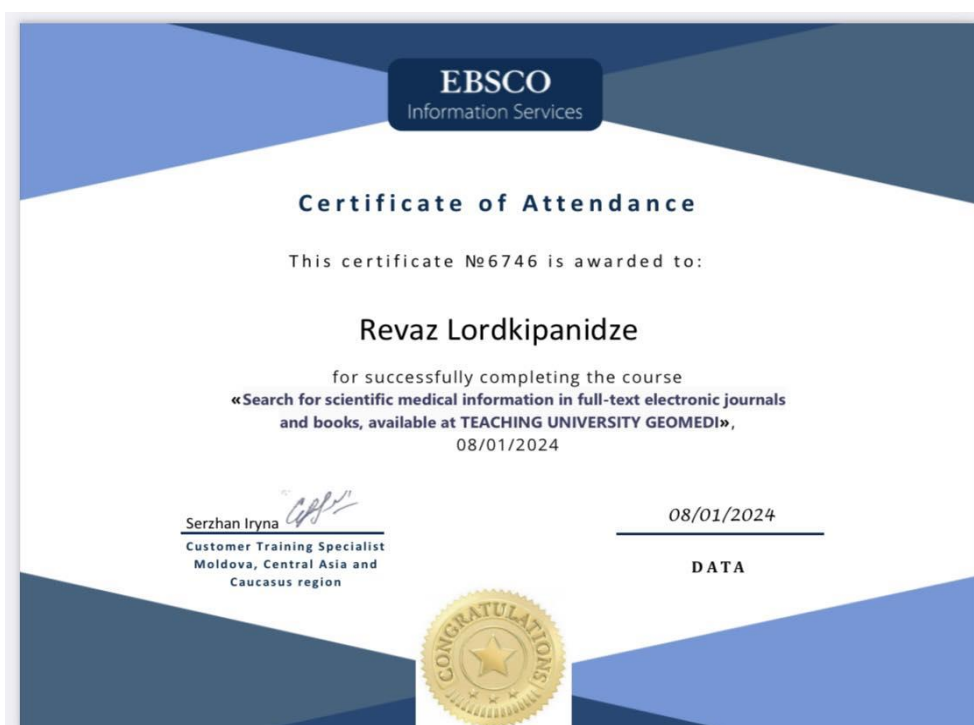 EBSCO
Information Services
Certificate of Attendance
This certificate №6746 is awarded to:
Revaz Lordkipanidze
for successfully completing the course
«Search for scientific medical information in full-text electronic journals
and books, available at TEACHING UNIVERSITY GEOMEDI»,
08/01/2024
Serzhan Iryna
Customer Training Specialist
Moldova, Central Asia and
Caucasus region
08/01/2024
DATA
CONGRATULATIONS